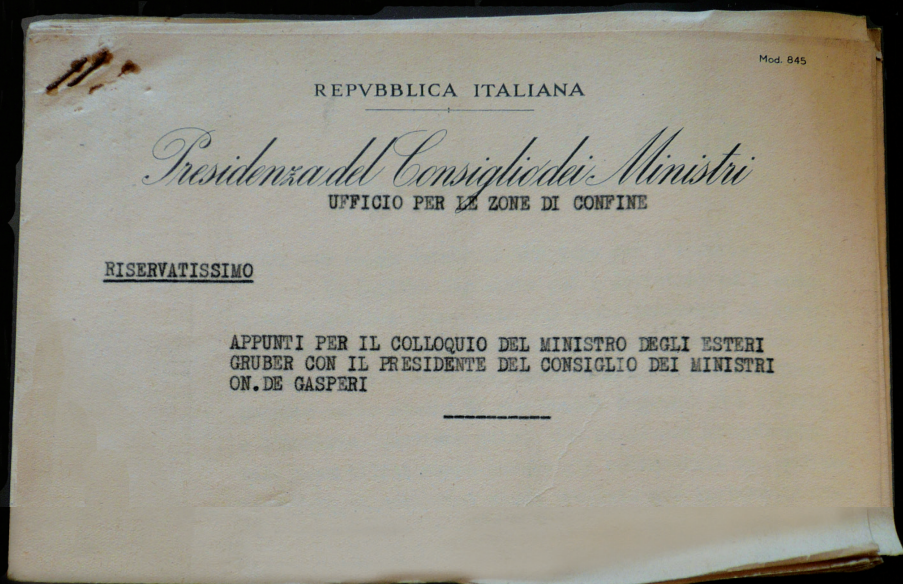 Mod. 845
REPVBBLICA ITALIANA
Presidenza del Consiglio dei Ministri
UFFICIO PER LE ZONE DI CONFINE
RISERVATISSIMO
APPUNTI PER IL COLLOQUIO DEL MINISTRO DEGLI ESTERI
GRUBER CON IL PRESIDENTE DEL CONSIGLIO DEI MINISTRI
ON.DE GASPERI